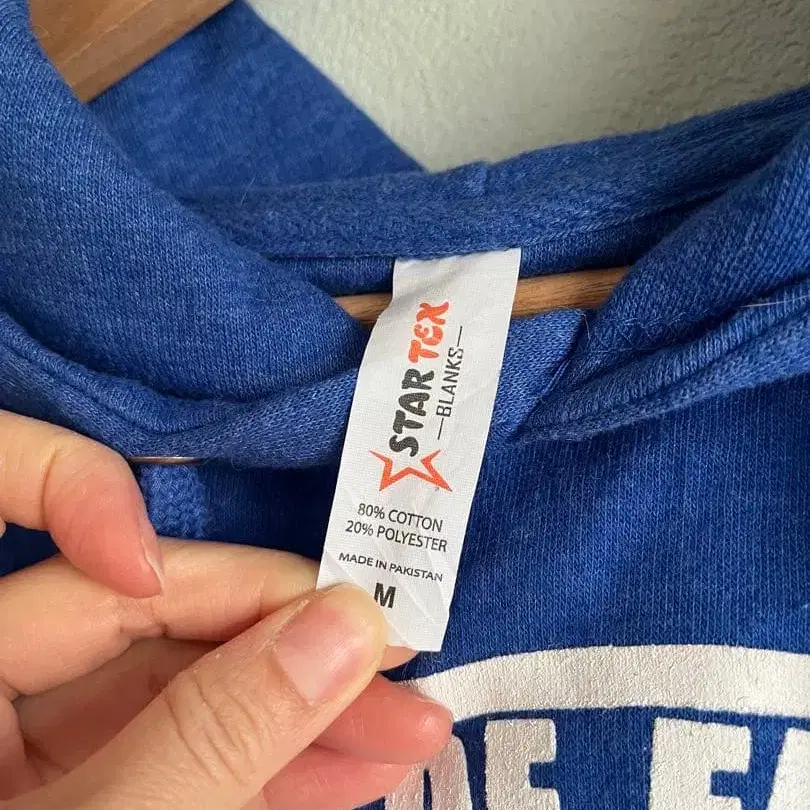 STAR TEX
—BLANKS—
80% COTTON
20% POLYESTER
MADE IN PAKISTAN
M